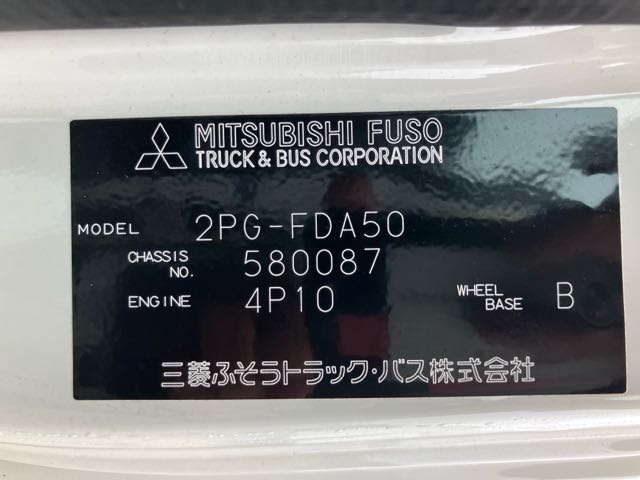 MITSUBISHI FUSO
TRUCK & BUS CORPORATION
MODEL 2PG-FDA50
CHASSIS NO. 580087
ENGINE 4P10 WHEEL BASE B
三菱ふそうトラック・バス株式会社